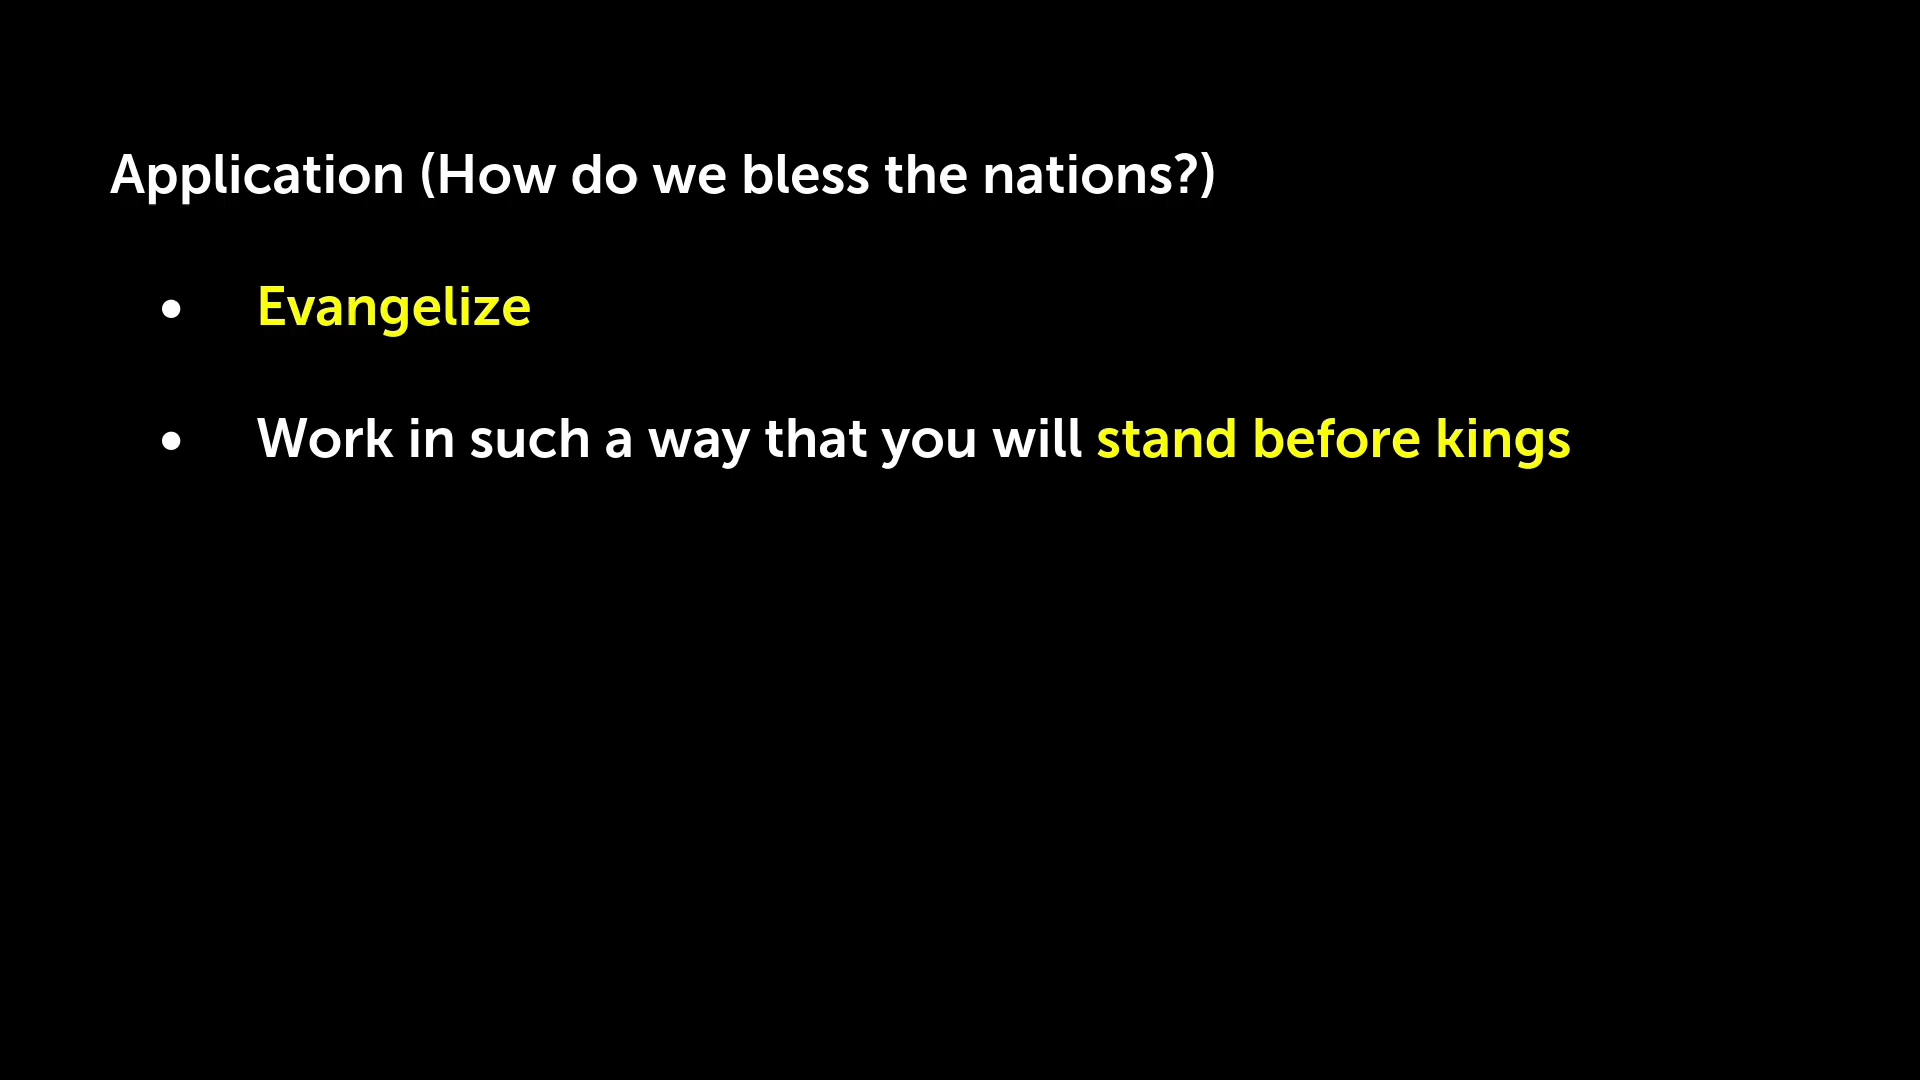 Application (How do we bless the nations?)
• Evangelize
• Work in such a way that you will stand before kings